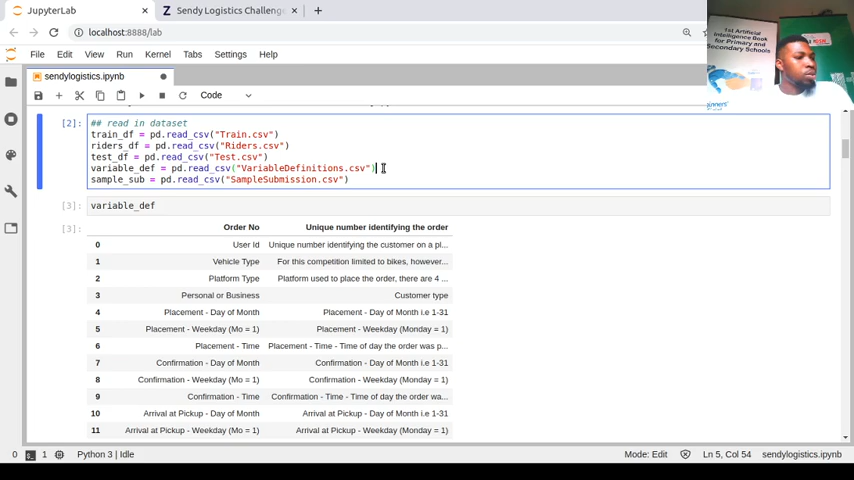 JupyterLab
Sendy Logistics Challeng
localhost:8888/lab
File Edit View Run Kernel Tabs Settings Help
sendylogistics.ipynb
Code
[2]:
## read in dataset
train_df = pd.read_csv("Train.csv")
riders_df = pd.read_csv("Riders.csv")
test_df = pd.read_csv("Test.csv")
variable_def = pd.read_csv("VariableDefinitions.csv")
sample_sub = pd.read_csv("SampleSubmission.csv")
[3]:
variable_def
[3]:
Order No Unique number identifying the order
0 User Id Unique number identifying the customer on a pl...
1 Vehicle Type For this competition limited to bikes, however...
2 Platform Type Platform used to place the order, there are 4 ...
3 Personal or Business Customer type
4 Placement - Day of Month Placement - Day of Month i.e 1-31
5 Placement - Weekday (Mo = 1) Placement - Weekday (Monday = 1)
6 Placement - Time Placement - Time - Time of day the order was p...
7 Confirmation - Day of Month Confirmation - Day of Month i.e 1-31
8 Confirmation - Weekday (Mo = 1) Confirmation - Weekday (Monday = 1)
9 Confirmation - Time Confirmation - Time - Time of day the order wa...
10 Arrival at Pickup - Day of Month Arrival at Pickup - Day of Month i.e 1-31
11 Arrival at Pickup - Weekday (Mo = 1) Arrival at Pickup - Weekday (Monday = 1)
0 1 Python 3 | Idle Mode: Edit Ln 5, Col 54 sendylogistics.ipynb
1st Artificial
Intelligence Book
for Primary and
Secondary Schools